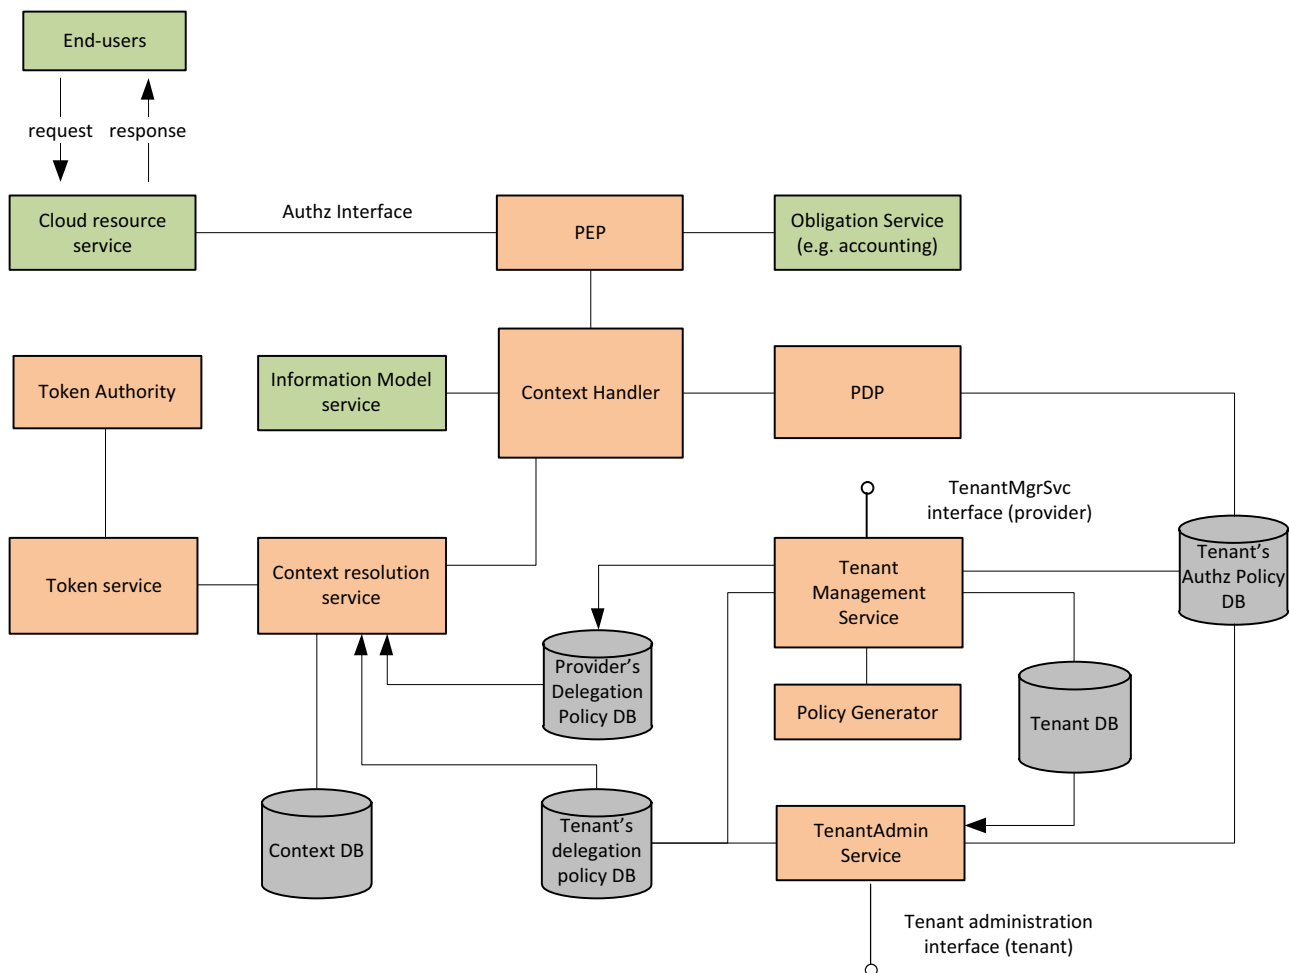 End-users
request response
Cloud resource
service
Authz Interface
PEP
Obligation Service
(e.g. accounting)
Token Authority
Information Model
service
Context Handler
PDP
TenantMgrSvc
interface (provider)
Token service
Context resolution
service
Tenant
Management
Service
Tenant's
Authz Policy
DB
Provider's
Delegation
Policy DB
Policy Generator
Tenant DB
Context DB
Tenant's
delegation
policy DB
TenantAdmin
Service
Tenant administration
interface (tenant)